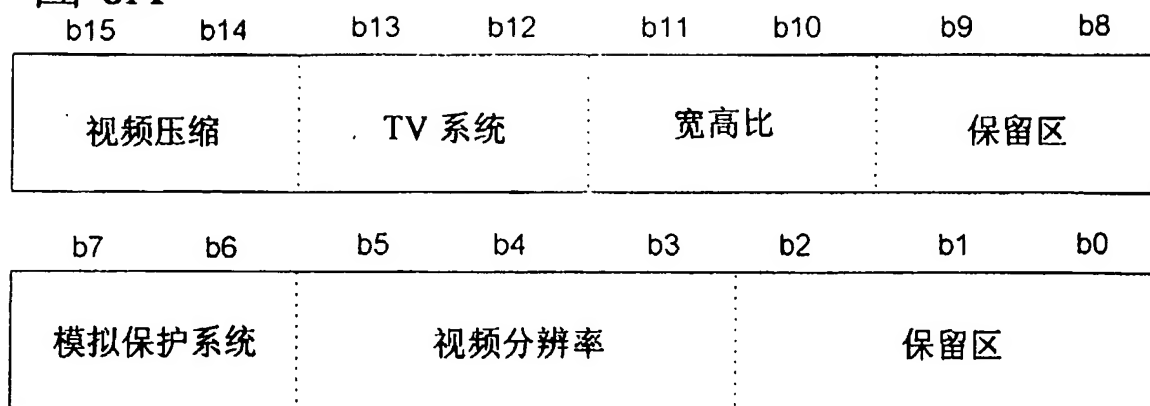 b15 b14 b13 b12 b11 b10 b9 b8
视频压缩 TV 系统 宽高比 保留区
b7 b6 b5 b4 b3 b2 b1 b0
模拟保护系统 视频分辨率 保留区